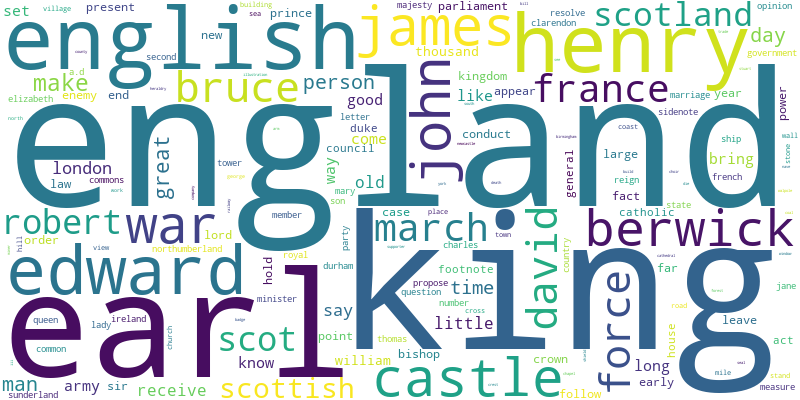 set village present
majesty parliament
opinion
english james henry scotland
building
sea prince
resolve
clarendon
new
second
thousand
day
government
make bruce person france
a.d
illustration
kingdom
elizabeth enemy end
good
like appear
marriage year
power
england
john
letter
duke
come
sidenote
coast
ship
wall
london
great
tower
council
way
conduct
general
large
bring
stone
law commons
work
mary
son
old
reign
fact
french
state
robert war
member
march
case
place
catholic
berwick
lord
order
hill
view
northumberland
party
charles
town
david
country
edward
earl
king
royal
hold
durham
footnote
time
far
jane
minister
say
question
propose
number
cross
little
force
leave
queen lady ireland
church
scot
point
thomas
road
house
act
common
know
william
bishop
crown
long
early
stand
measure
mile
man army sir receive scottish castle follow
sunderland